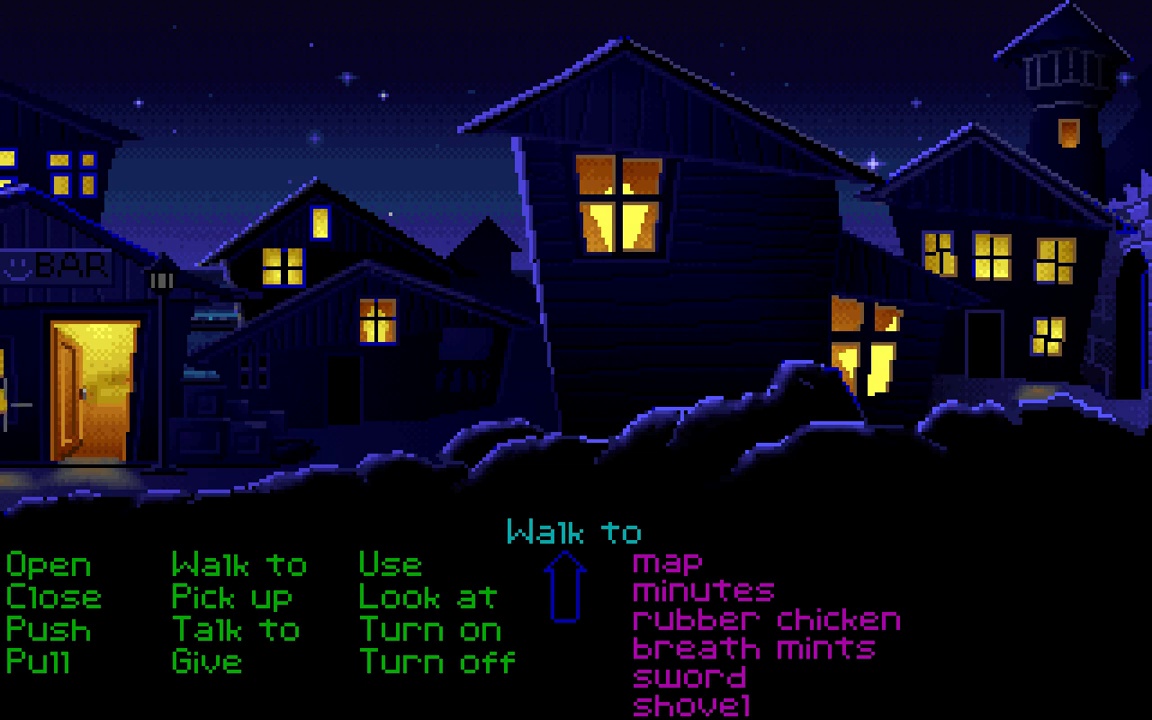 BAR
Walk to
Open Walk to Use
Close Pick up Look at
Push Talk to Turn on
Pull Give Turn off
map
minutes
rubber chicken
breath mints
sword
shovel